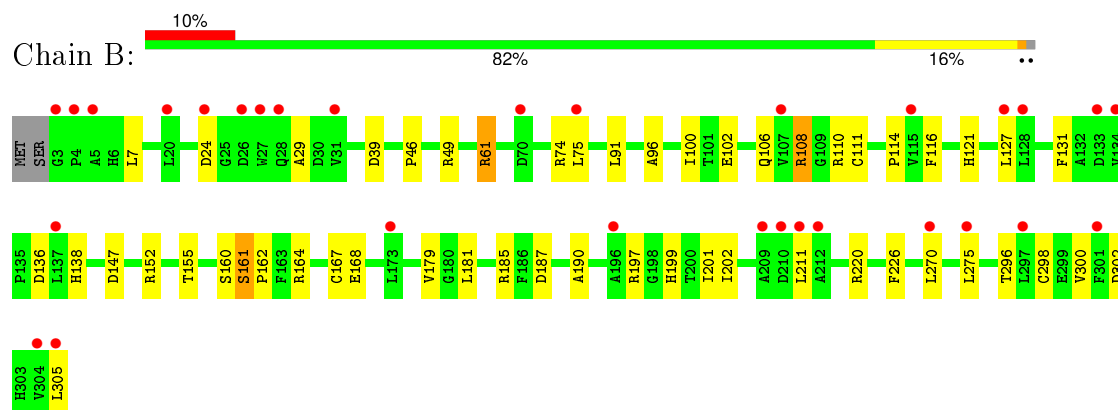 10%
Chain B:
82% 16% ••
MET SER G3 P4 A5 H6 L7 L20 D24 G25 D26 W27 Q28 A29 D30 V31 D39 P46 R49 R61 D70 R74 L75 L91 A96 I100 T101 E102 Q106 V107 R108 G109 R110 C111 P114 V115 F116 H121 L127 L128 F131 A132 D133
P135 D136 L137 H138 D147 R152 T155 S160 S161 P162 F163 R164 C167 E168 L173 V179 G180 L181 R185 F186 D187 A190 A196 R197 G198 H199 T200 I201 I202 A209 D210 L211 A212 R220 F226 L270 L275 T296 L297 C298 E299 V300 F301 D302
H303 V304 L305